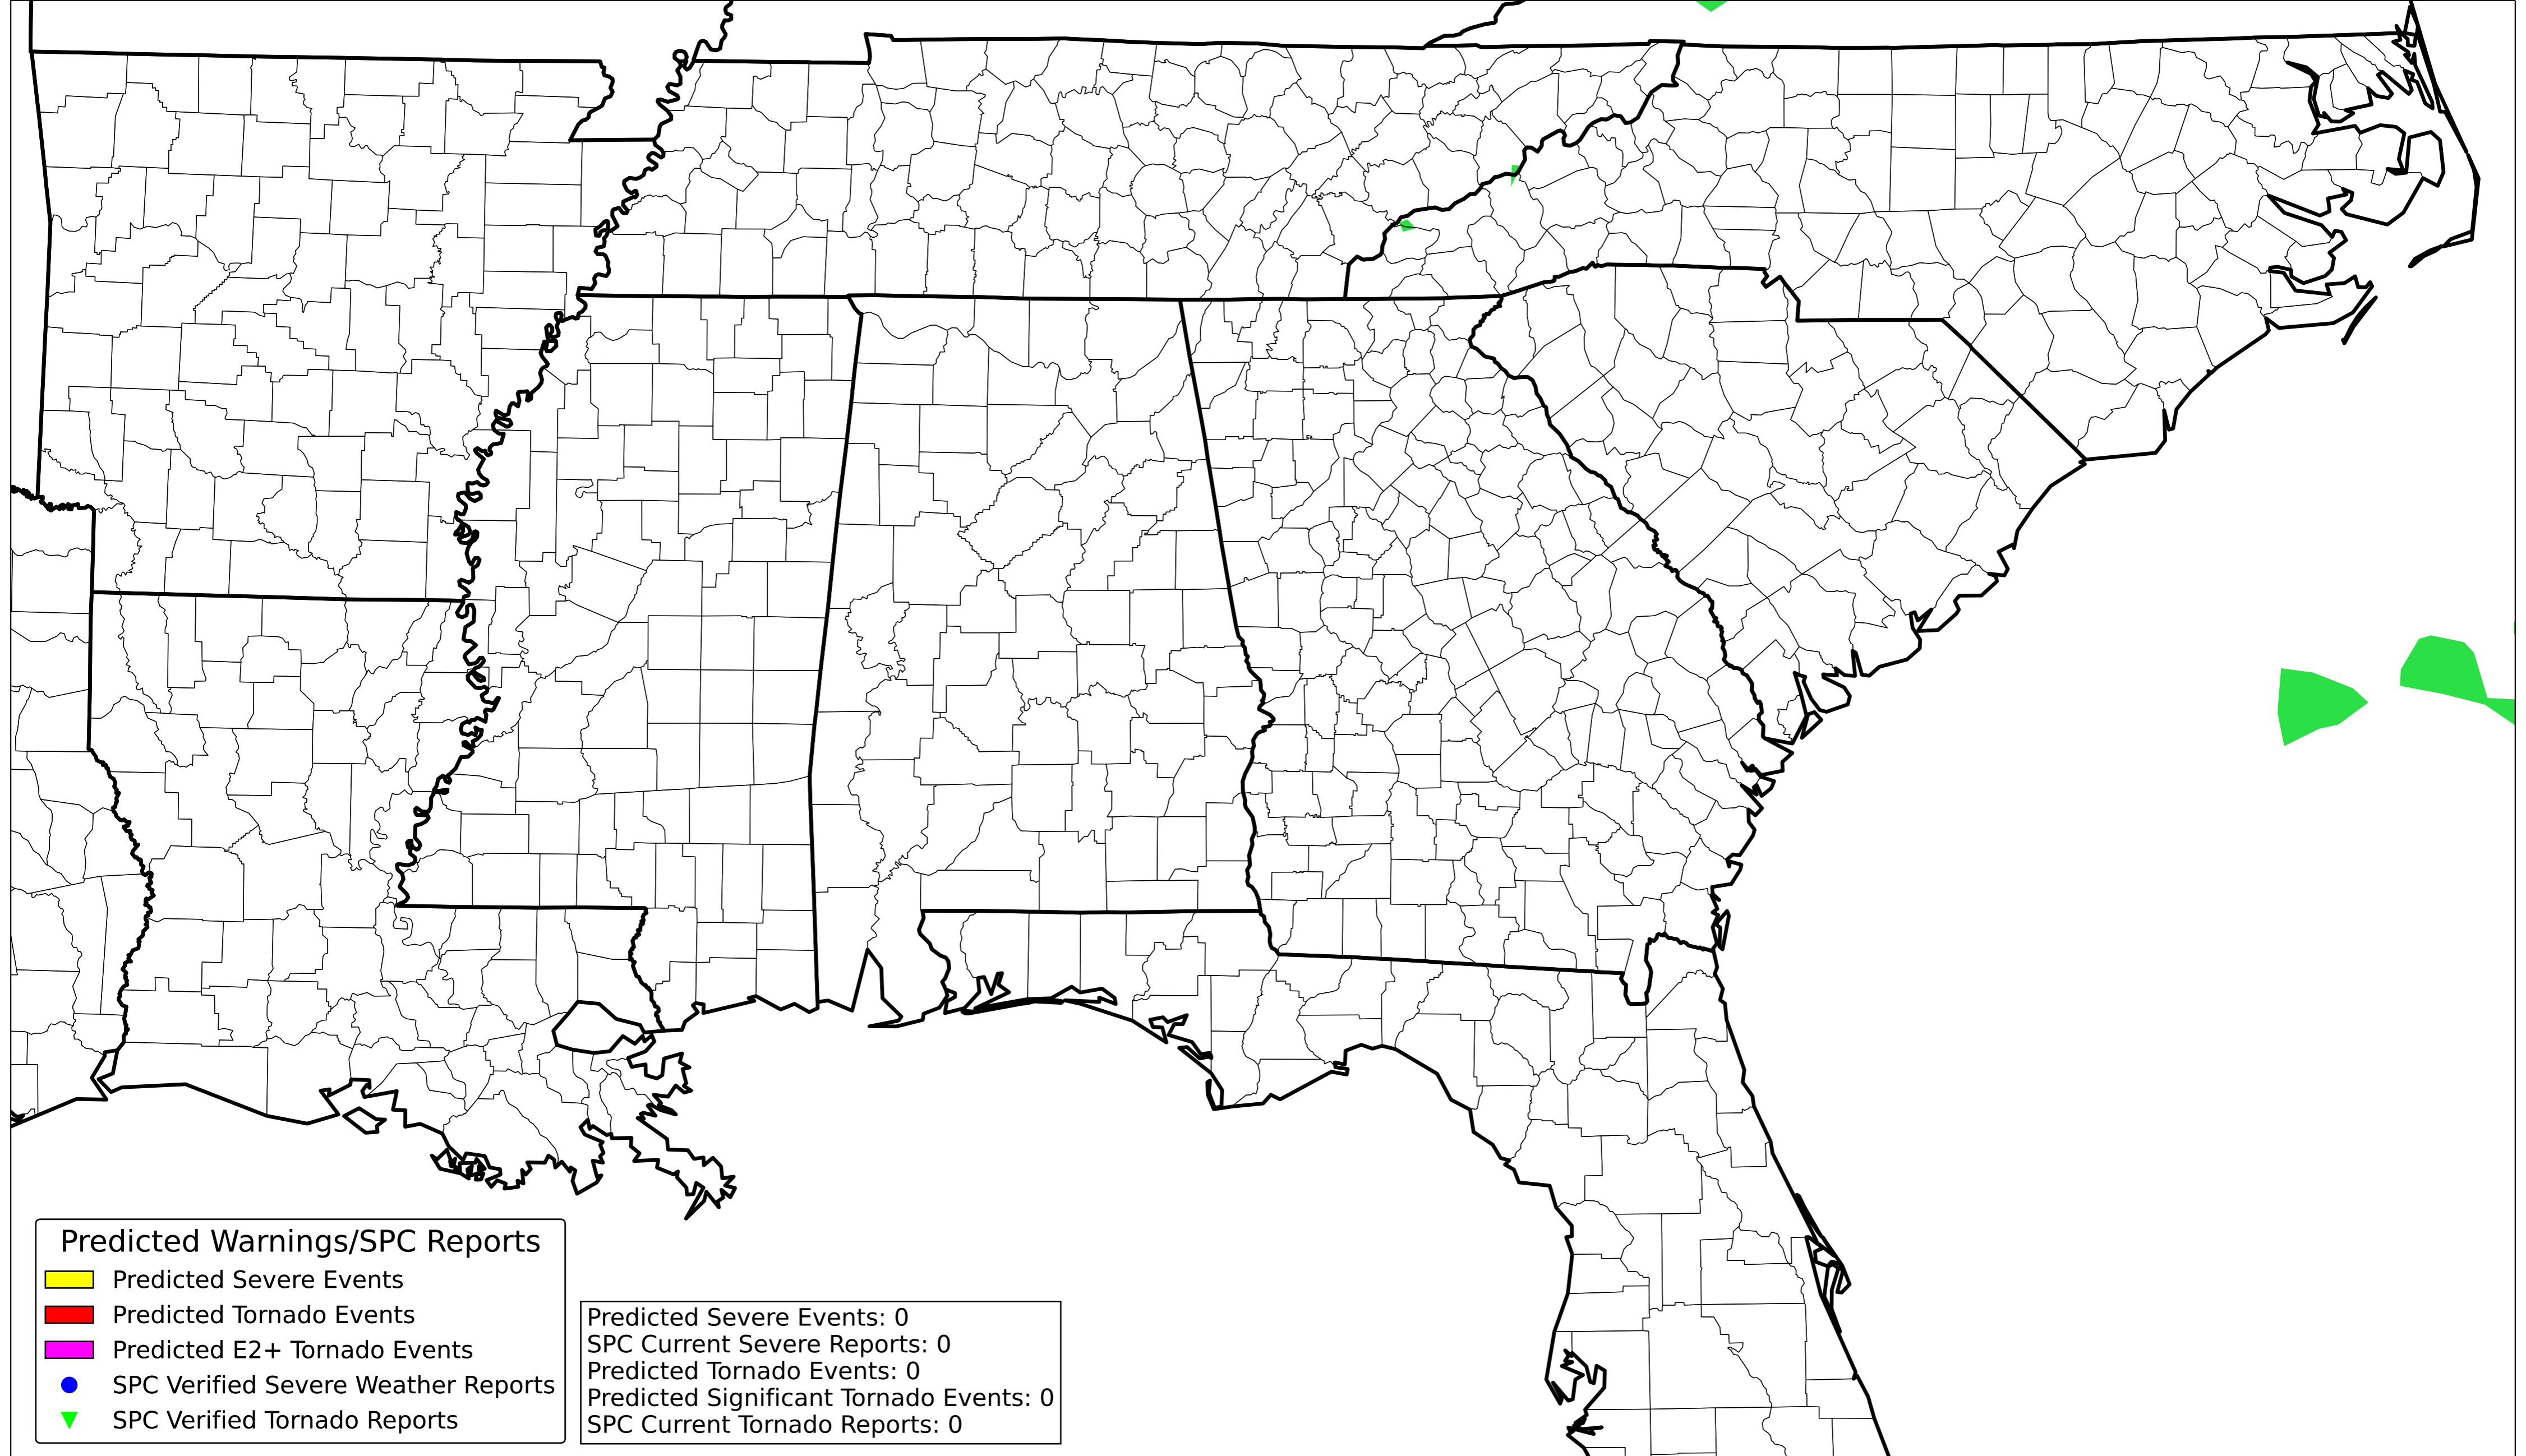 Predicted Warnings/SPC Reports
Predicted Severe Events
Predicted Tornado Events
Predicted E2+ Tornado Events
SPC Verified Severe Weather Reports
SPC Verified Tornado Reports
Predicted Severe Events: 0
SPC Current Severe Reports: 0
Predicted Tornado Events: 0
Predicted Significant Tornado Events: 0
SPC Current Tornado Reports: 0